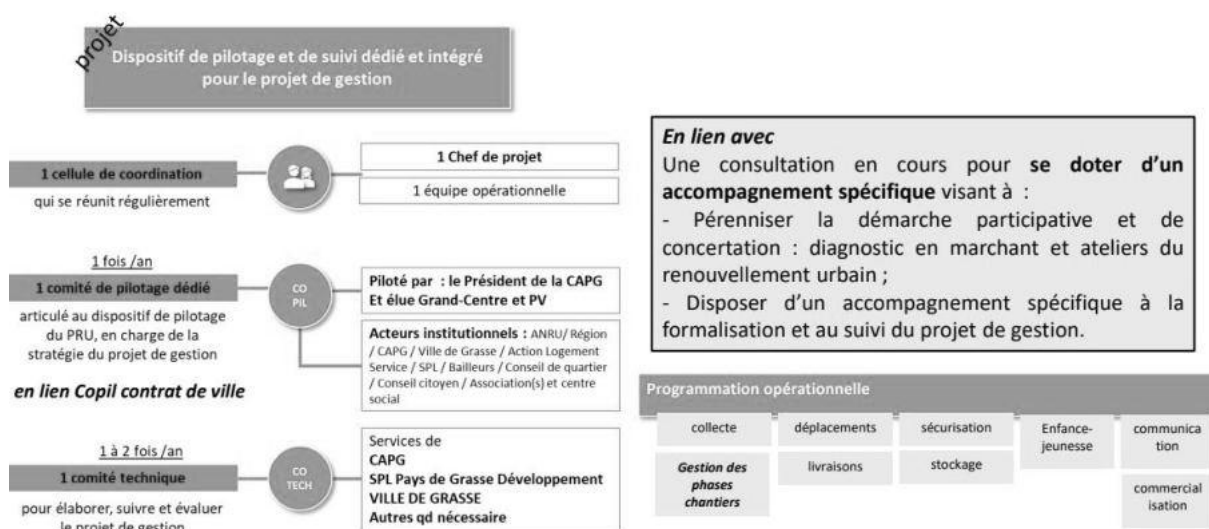 projet
Dispositif de pilotage et de suivi dédié et intégré
pour le projet de gestion
1 cellule de coordination
qui se réunit régulièrement
1 Chef de projet
1 équipe opérationnelle
1 fois /an
1 comité de pilotage dédié
articulé au dispositif de pilotage
du PRU, en charge de la
stratégie du projet de gestion
en lien Copil contrat de ville
CO
PIL
Piloté par : le Président de la CAPG
Et élue Grand-Centre et PV
Acteurs institutionnels : ANRU/ Région
/ CAPG / Ville de Grasse / Action Logement
Service / SPL / Bailleurs / Conseil de quartier
/ Conseil citoyen / Association(s) et centre
social
1 à 2 fois /an
1 comité technique
pour élaborer, suivre et évaluer
le projet de gestion
CO
TECH
Services de
CAPG
SPL Pays de Grasse Développement
VILLE DE GRASSE
Autres qd nécessaire
En lien avec
Une consultation en cours pour se doter d'un
accompagnement spécifique visant à :
- Pérenniser la démarche participative et de
concertation : diagnostic en marchant et ateliers du
renouvellement urbain ;
- Disposer d'un accompagnement spécifique à la
formalisation et au suivi du projet de gestion.
Programmation opérationnelle
collecte
déplacements
sécurisation
Enfance-
jeunesse
communica
tion
Gestion des
phases
chantiers
livraisons
stockage
commercial
isation